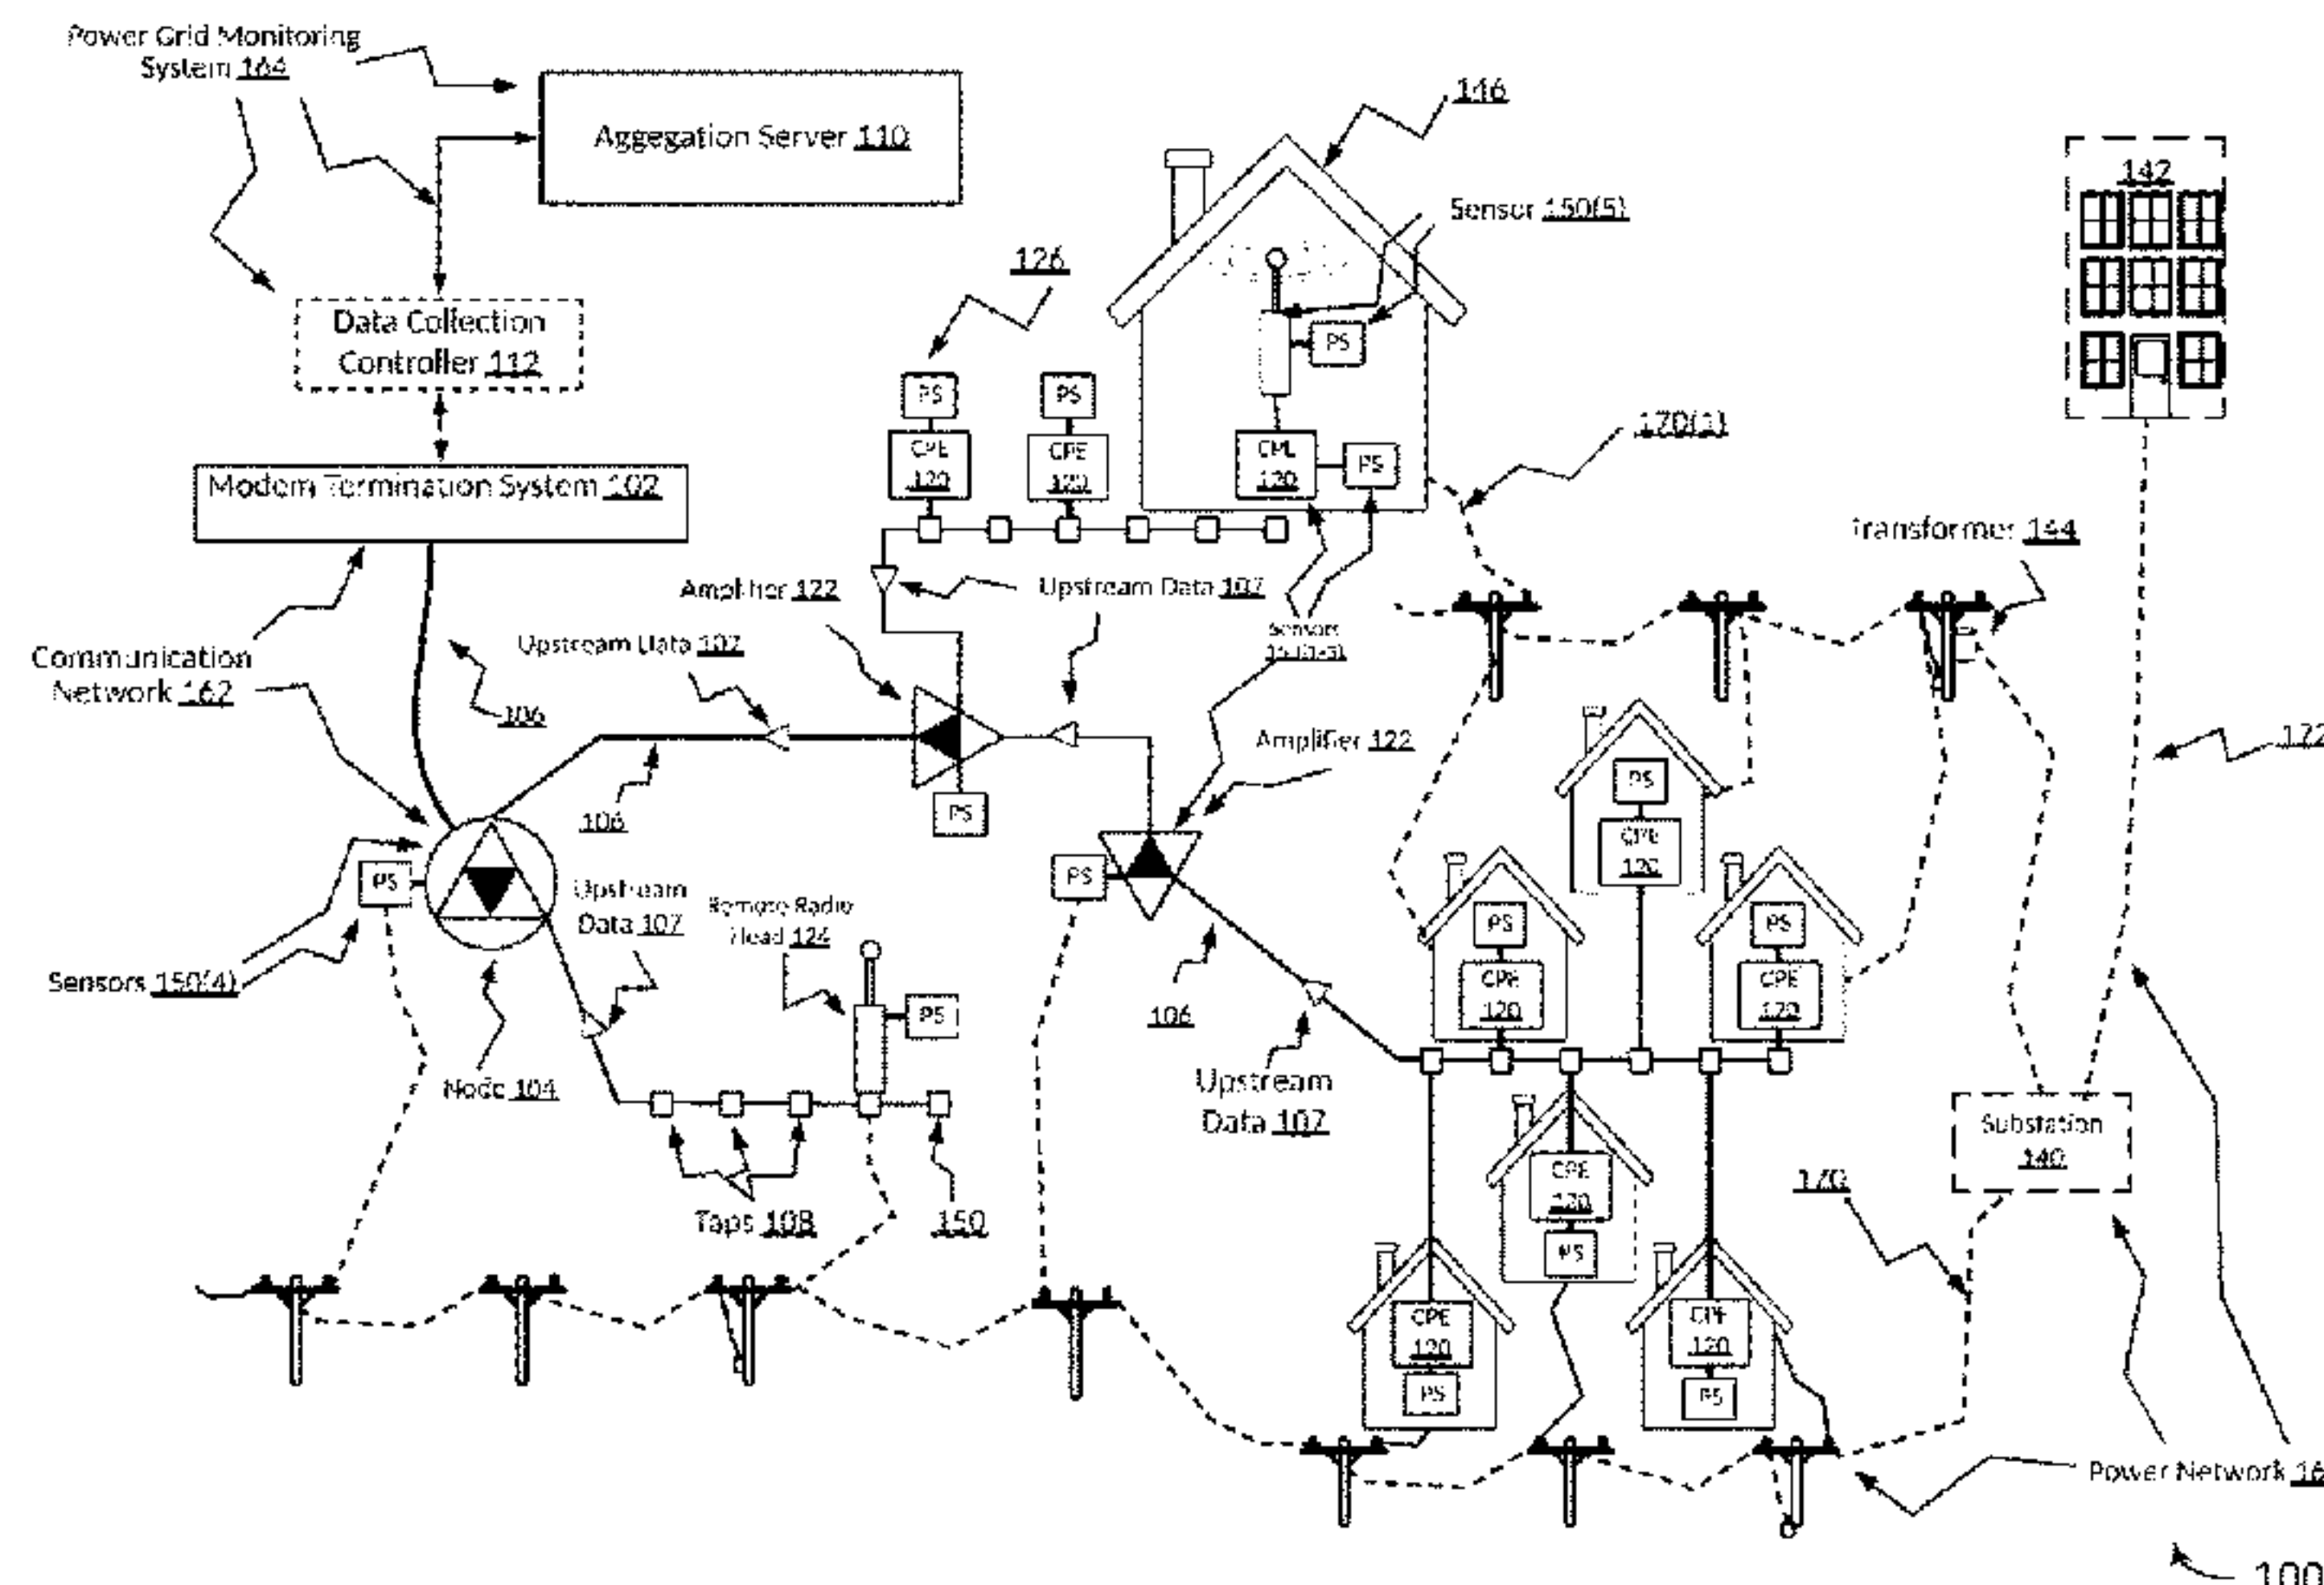 Power Grid Monitoring
System 164
Aggegation Server 110
146
142
Sensor 150(5)
126
Data Collection
Controller 112
PS
PS
PS
CPE
120
CPE
120
CPE
120
PS
170(1)
Modem Termination System 102
Transformer 144
Amplifier 122
Upstream Data 107
Sensors
Communication
Network 162
Upstream Data 107
106
Amplifier 122
172
106
PS
PS
CPE
120
PS
Upstream
Data 107
Remote Radio
Head 124
PS
PS
CPE
120
PS
CPE
120
Sensors 150(4)
PS
106
Node 104
Upstream
Data 107
Substation
140
Taps 108
150
CPE
120
PS
170
CPE
120
PS
CPE
120
PS
Power Network 16
100